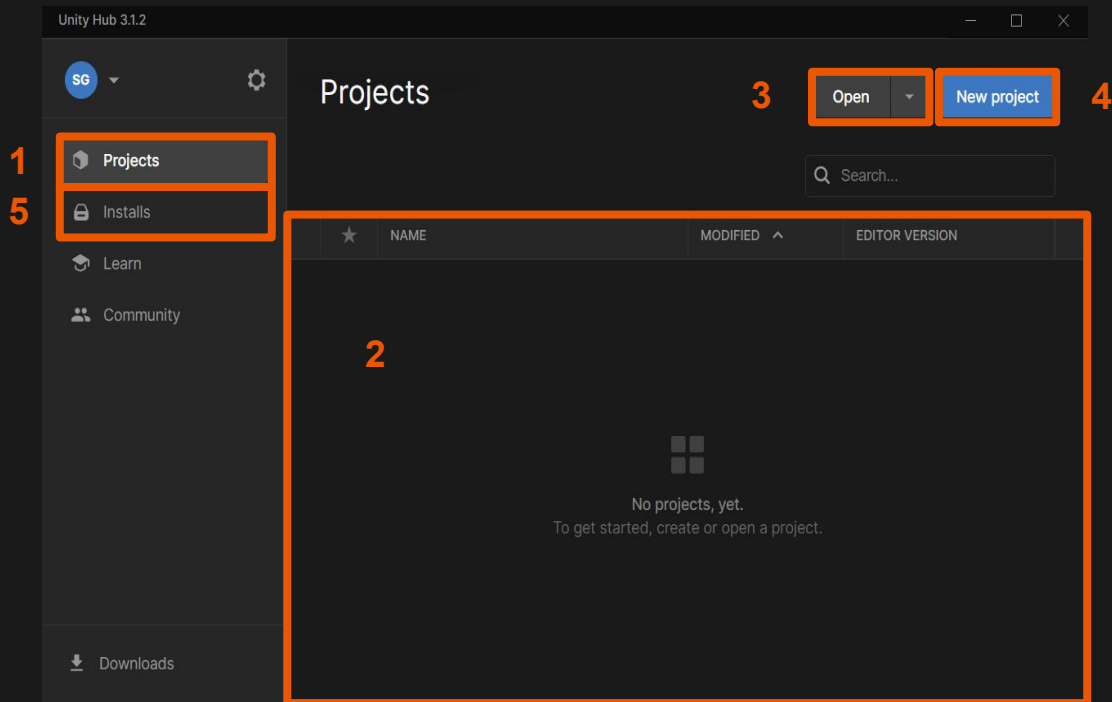 Unity Hub 3.1.2
SG
Projects
3
Open
New project
4
1
Projects
Search...
5
Installs
NAME
MODIFIED
EDITOR VERSION
Learn
Community
2
No projects, yet.
To get started, create or open a project.
Downloads